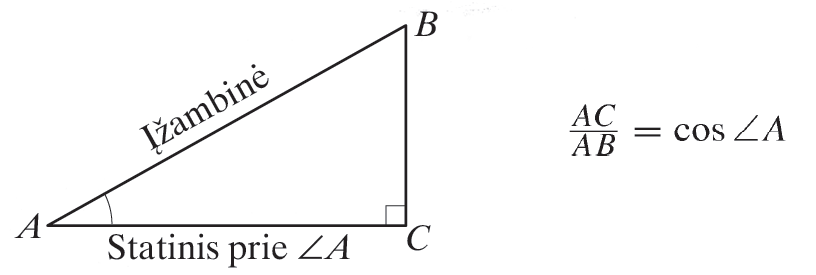 B
Įžambinė
A
Statinis prie ∠A
C
AC/AB = cos ∠A